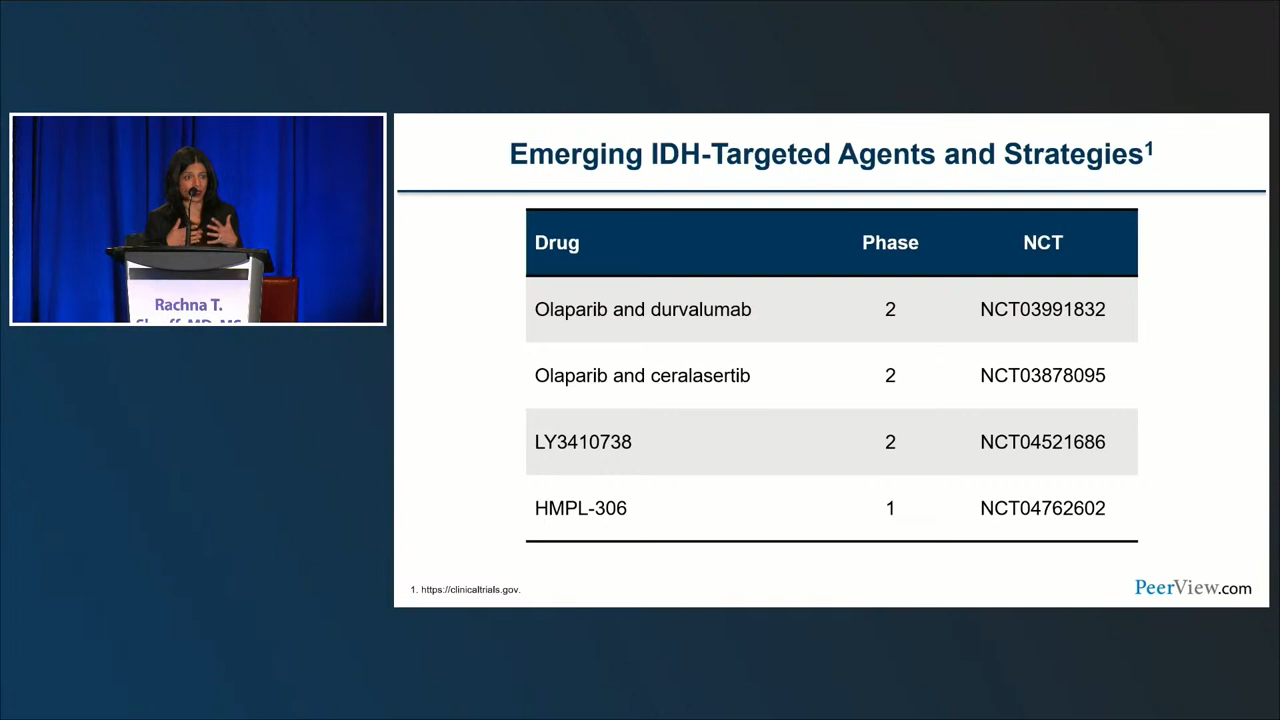 Emerging IDH-Targeted Agents and Strategies¹
Drug Phase NCT
Olaparib and durvalumab 2 NCT03991832
Olaparib and ceralasertib 2 NCT03878095
LY3410738 2 NCT04521686
HMPL-306 1 NCT04762602
1. https://clinicaltrials.gov.
PeerView.com
Rachna T.